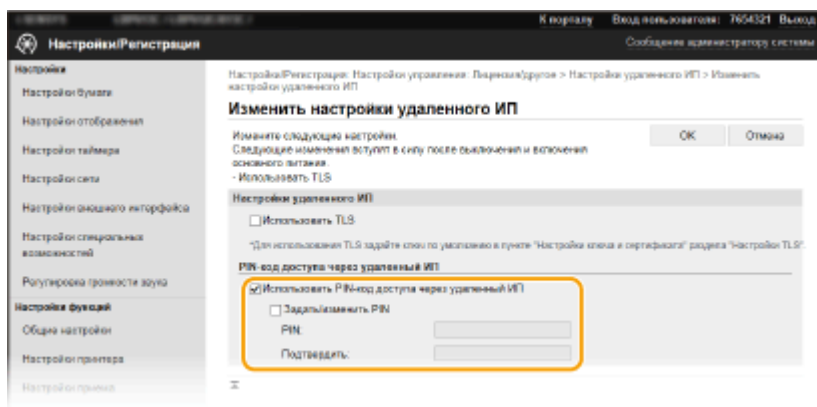 К порталу Вход пользователя: 7654321 Выход
Настройки/Регистрация
Сообщение администратору системы
Настройка
Настройки бумаги
Настройки отображения
Настройки таймера
Настройки сети
Настройки внешнего интерфейса
Настройки специальных
возможностей
Регулировка громкости звука
Настройки функций
Общие настройки
Настройки принтера
Настройки приема
Настройка/Регистрация: Настройки управления: Лицензия/другое > Настройки удаленного ИП > Изменить
настройки удаленного ИП
Изменить настройки удаленного ИП
Измените следующие настройки.
Следующие изменения вступят в силу после выключения и включения
основного питания.
- Использовать TLS
OK Отмена
Настройки удаленного ИП
Использовать TLS
*Для использования TLS задайте ключ по умолчанию в пункте "Настройки ключа и сертификата" раздела "Настройки TLS".
PIN-код доступа через удаленный ИП
Использовать PIN-код доступа через удаленный ИП
Задать/изменить PIN
PIN:
Подтвердить: